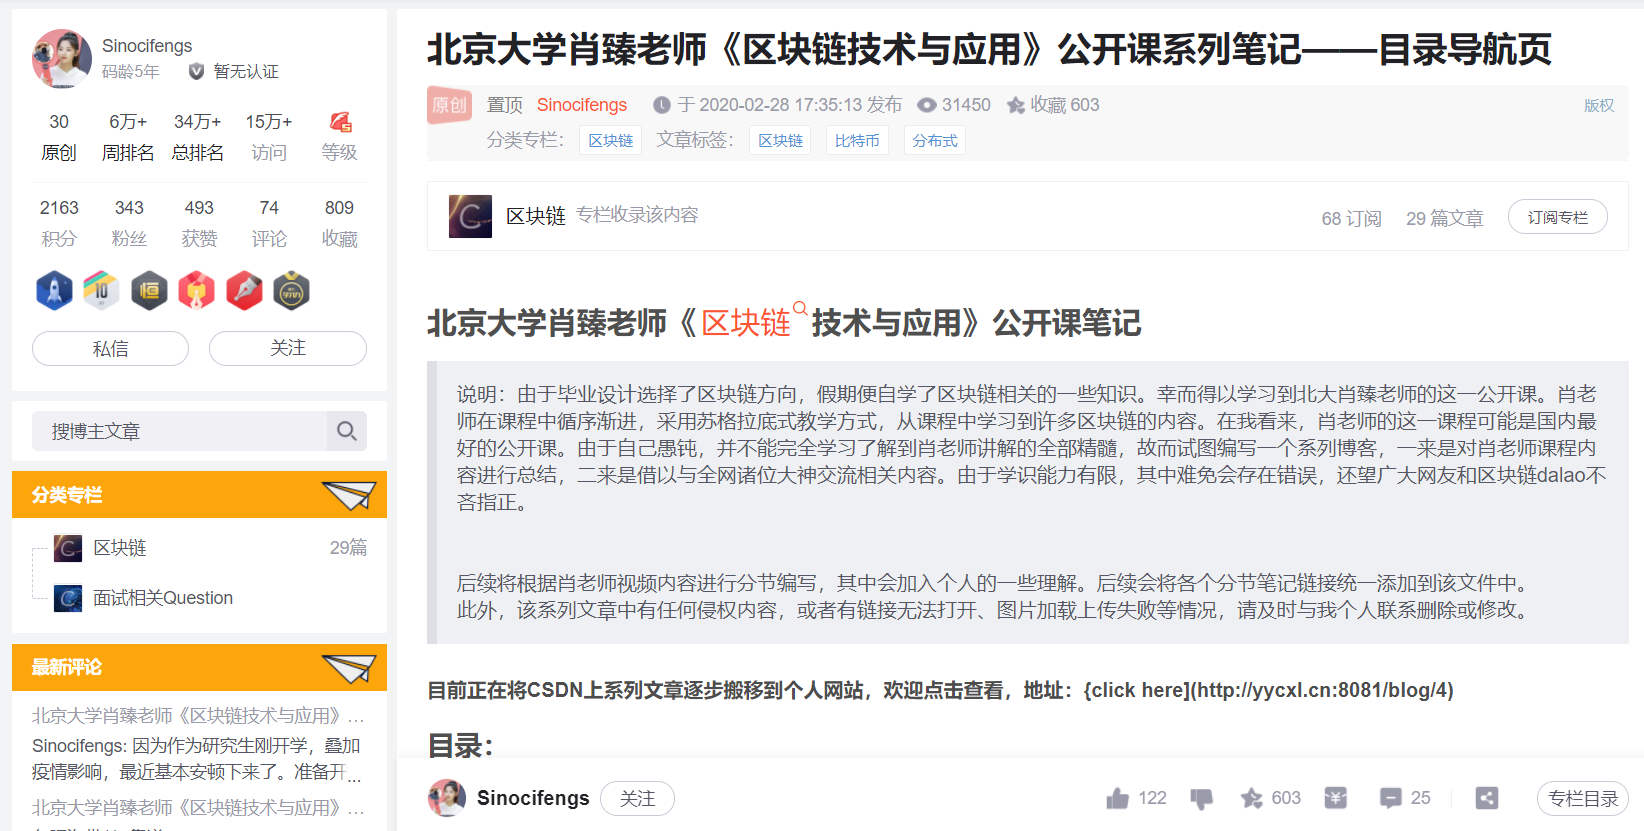 Sinocifengs
码龄5年 暂无认证
30 6万+ 34万+ 15万+
原创 周排名 总排名 访问 等级
2163 343 493 74 809
积分 粉丝 获赞 评论 收藏
私信 关注
搜博主文章
分类专栏
区块链 29篇
面试相关Question
最新评论
北京大学肖臻老师《区块链技术与应用》...
Sinocifengs: 因为作为研究生刚开学，叠加
疫情影响，最近基本安顿下来了。准备开...
北京大学肖臻老师《区块链技术与应用》...
北京大学肖臻老师《区块链技术与应用》公开课系列笔记——目录导航页
原创 置顶 Sinocifengs 于 2020-02-28 17:35:13 发布 31450 收藏 603 版权
分类专栏： 区块链 文章标签： 区块链 比特币 分布式
区块链 专栏收录该内容 68 订阅 29 篇文章 订阅专栏
北京大学肖臻老师《区块链技术与应用》公开课笔记
说明：由于毕业设计选择了区块链方向，假期便自学了区块链相关的一些知识。幸而得以学习到北大肖臻老师的这一公开课。肖老
师在课程中循序渐进，采用苏格拉底式教学方式，从课程中学习到许多区块链的内容。在我看来，肖老师的这一课程可能是国内最
好的公开课。由于自己愚钝，并不能完全学习了解到肖老师讲解的全部精髓，故而试图编写一个系列博客，一来是对肖老师课程内
容进行总结，二来是借以与全网诸位大神交流相关内容。由于学识能力有限，其中难免会存在错误，还望广大网友和区块链dalao不
吝指正。
后续将根据肖老师视频内容进行分节编写，其中会加入个人的一些理解。后续会将各个分节笔记链接统一添加到该文件中。
此外，该系列文章中有任何侵权内容，或者有链接无法打开、图片加载上传失败等情况，请及时与我个人联系删除或修改。
目前正在将CSDN上系列文章逐步搬移到个人网站，欢迎点击查看，地址：{click here](http://yycxl.cn:8081/blog/4)
目录：
Sinocifengs 关注 122 603 25 专栏目录